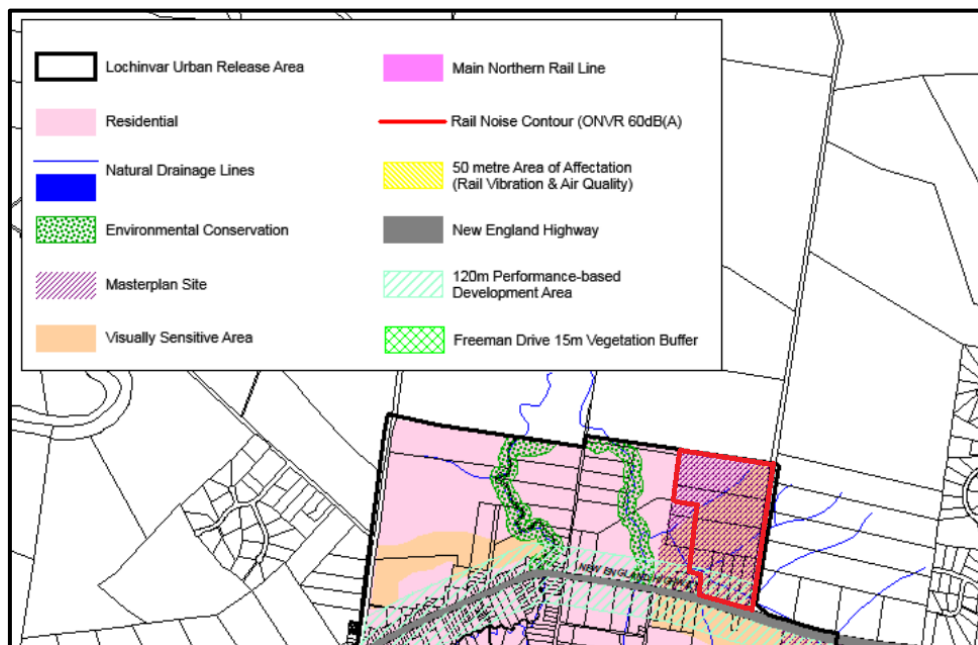 Lochinvar Urban Release Area
Main Northern Rail Line
Residential
Rail Noise Contour (ONVR 60dB(A)
Natural Drainage Lines
50 metre Area of Affectation
(Rail Vibration & Air Quality)
Environmental Conservation
New England Highway
Masterplan Site
120m Performance-based
Development Area
Visually Sensitive Area
Freeman Drive 15m Vegetation Buffer
NEW ENGLAND